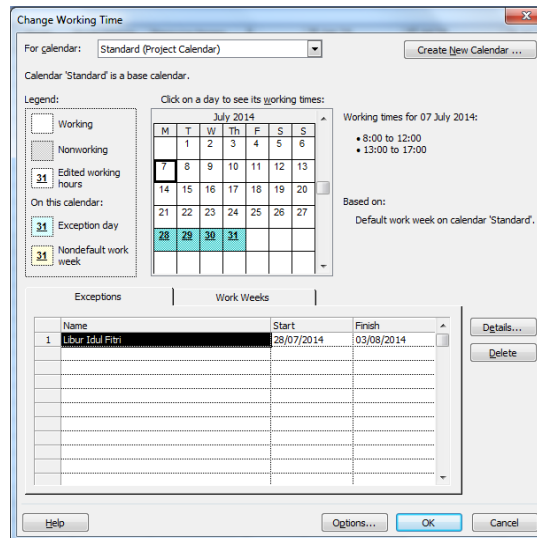 Change Working Time
For calendar: Standard (Project Calendar) Create New Calendar ...
Calendar 'Standard' is a base calendar.
Legend:
Working
Nonworking
31 Edited working hours
On this calendar:
31 Exception day
31 Nondefault work week
Click on a day to see its working times:
July 2014
M T W Th F S S
1 2 3 4 5 6
7 8 9 10 11 12 13
14 15 16 17 18 19 20
21 22 23 24 25 26 27
28 29 30 31
Working times for 07 July 2014:
• 8:00 to 12:00
• 13:00 to 17:00
Based on:
Default work week on calendar 'Standard'.
Exceptions Work Weeks
Name Start Finish
1 Libur Idul Fitri 28/07/2014 03/08/2014
Details...
Delete
Help Options... OK Cancel